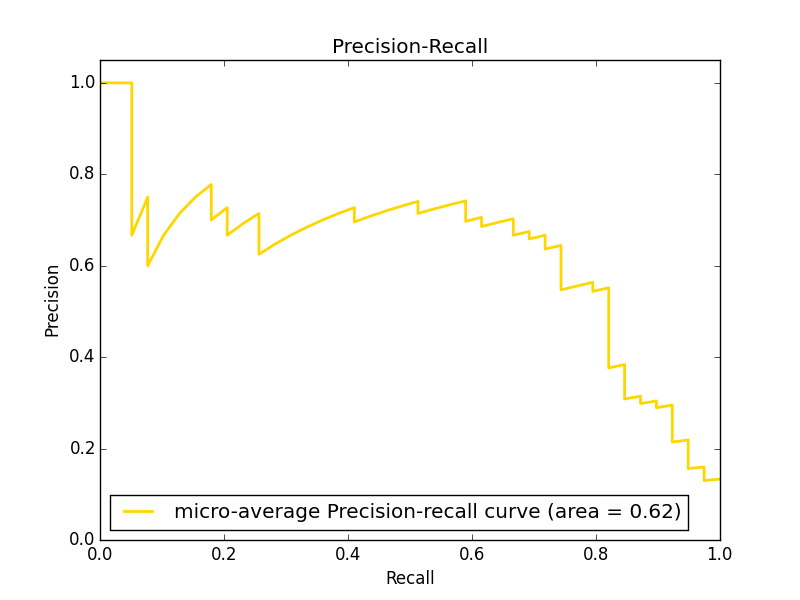 Precision-Recall
1.0
0.8
0.6
0.4
0.2
0.0
Precision
micro-average Precision-recall curve (area = 0.62)
0.0 0.2 0.4 0.6 0.8 1.0
Recall